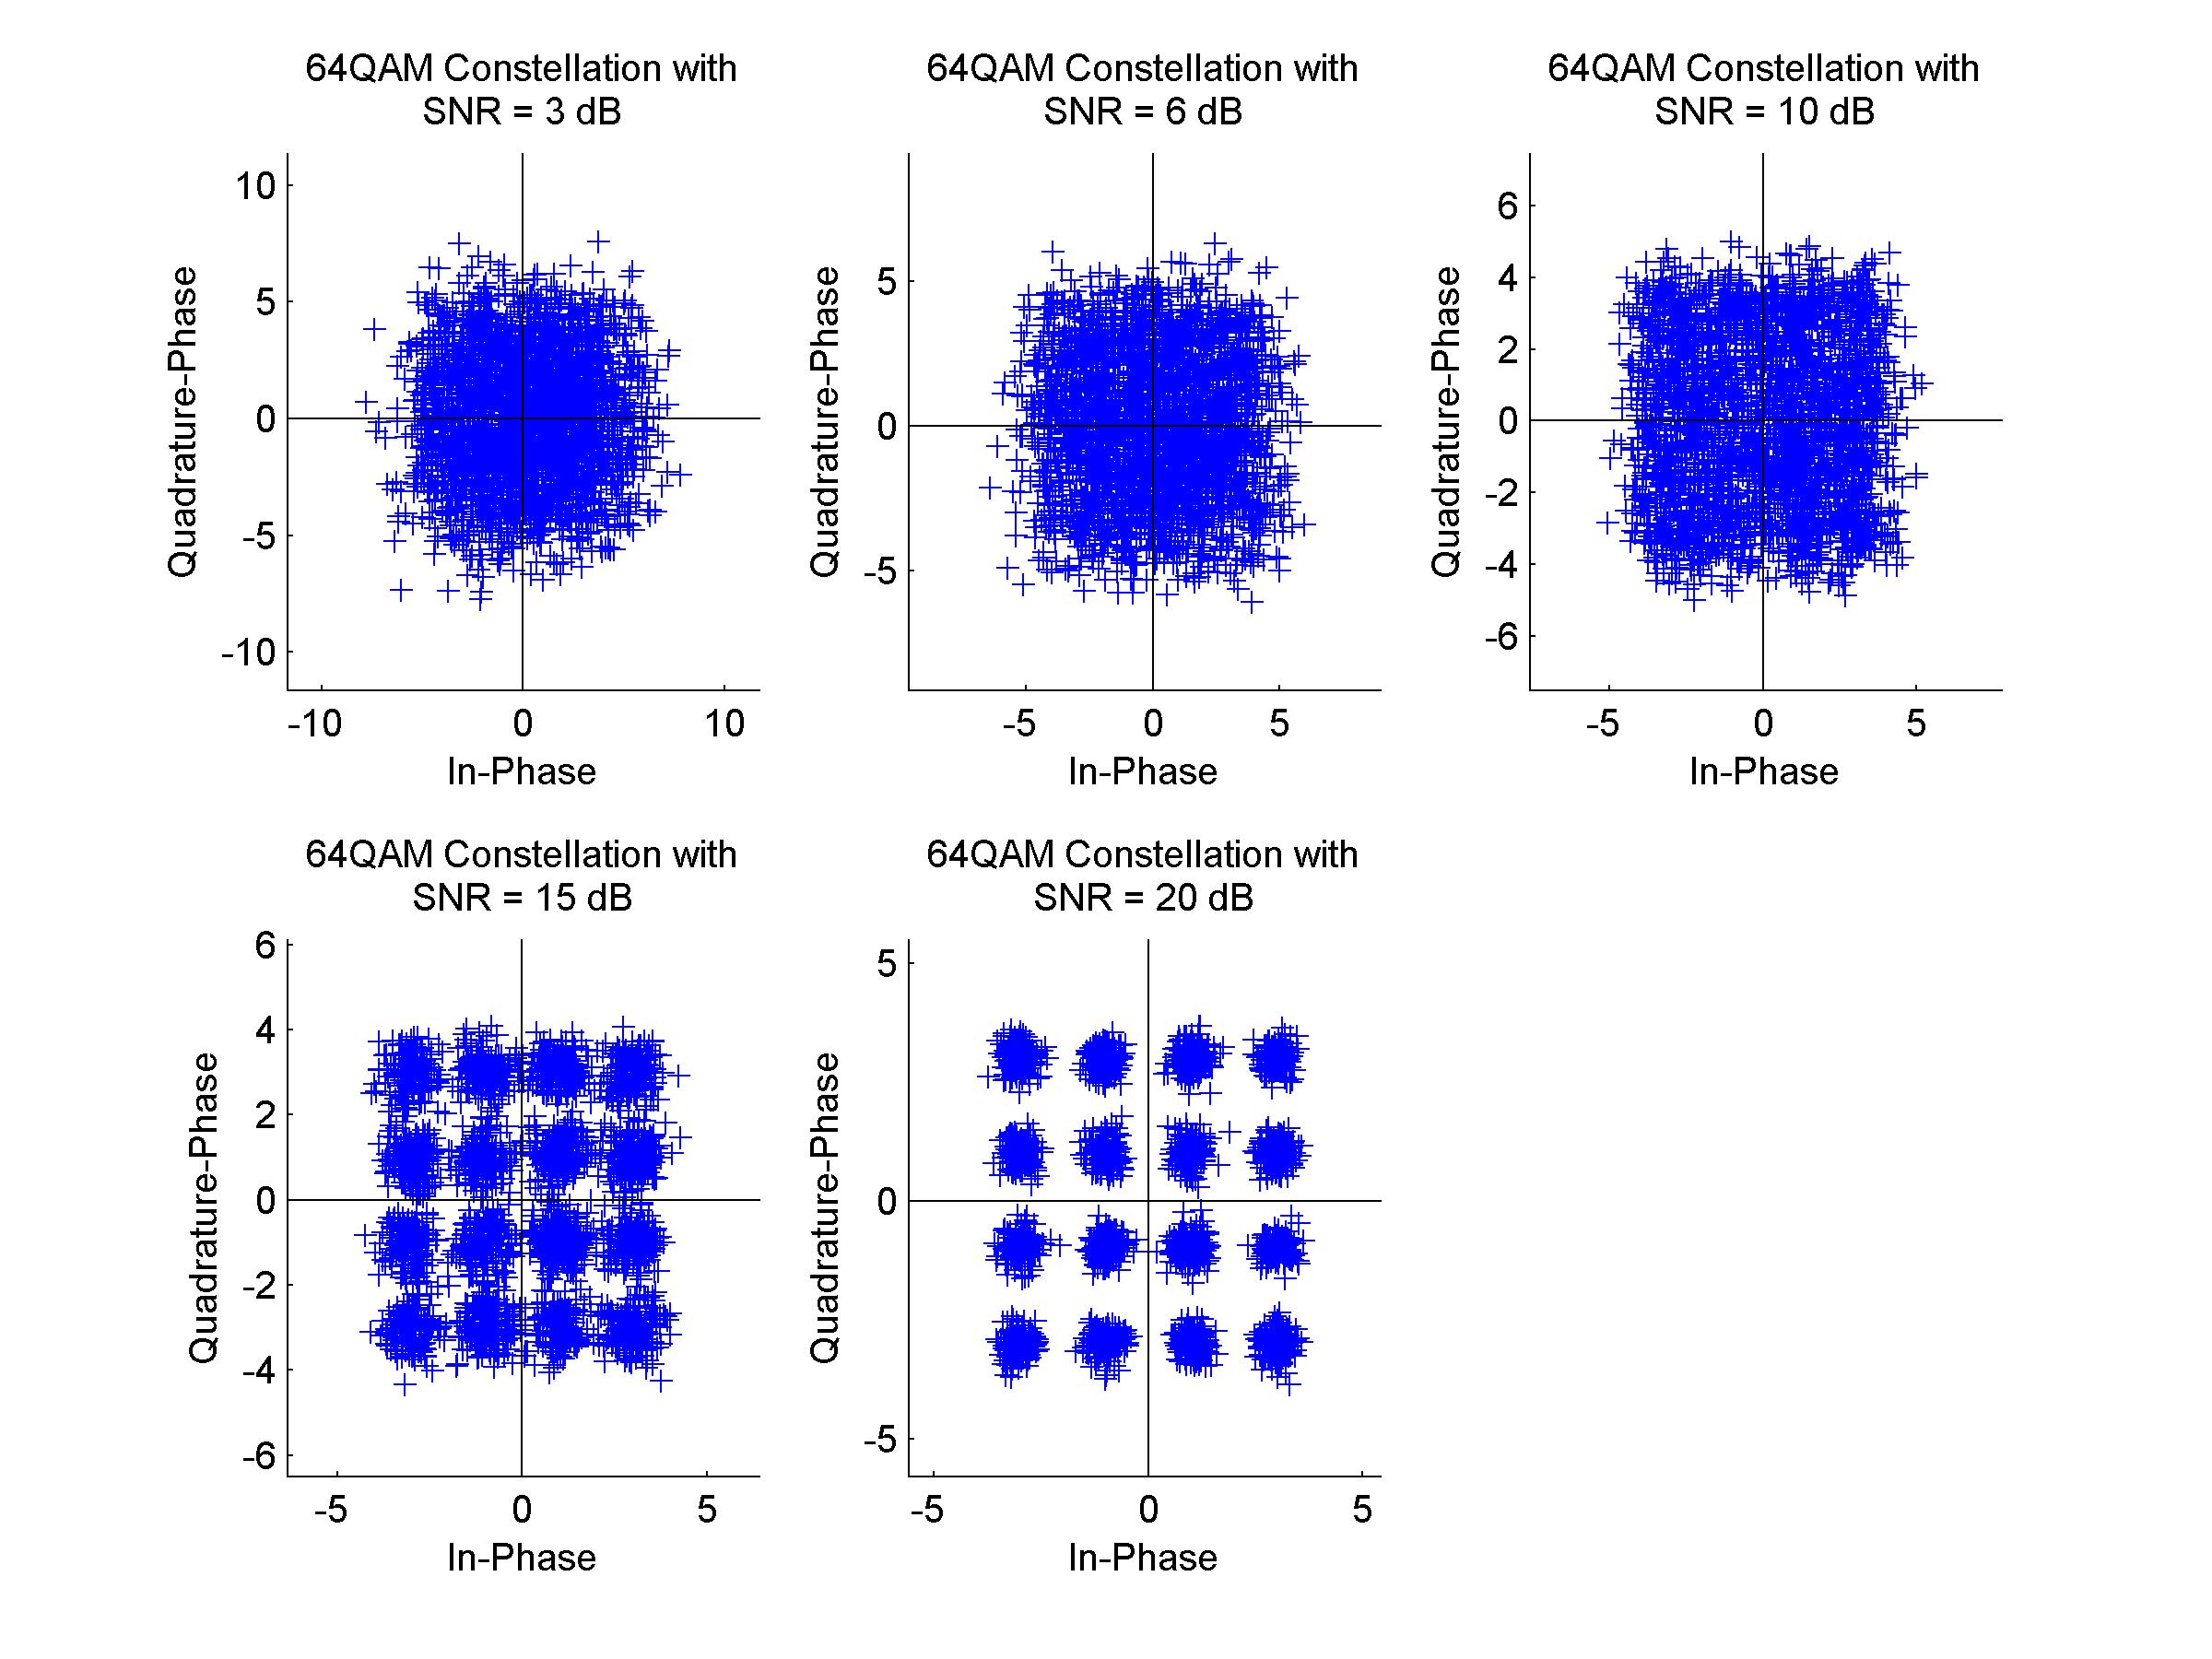 64QAM Constellation with
SNR = 3 dB
10
5
0
-5
-10
Quadrature-Phase
-10 0 10
In-Phase
64QAM Constellation with
SNR = 6 dB
5
0
-5
Quadrature-Phase
-5 0 5
In-Phase
64QAM Constellation with
SNR = 10 dB
6
4
2
0
-2
-4
-6
Quadrature-Phase
-5 0 5
In-Phase
64QAM Constellation with
SNR = 15 dB
6
4
2
0
-2
-4
-6
Quadrature-Phase
-5 0 5
In-Phase
64QAM Constellation with
SNR = 20 dB
5
0
-5
Quadrature-Phase
-5 0 5
In-Phase